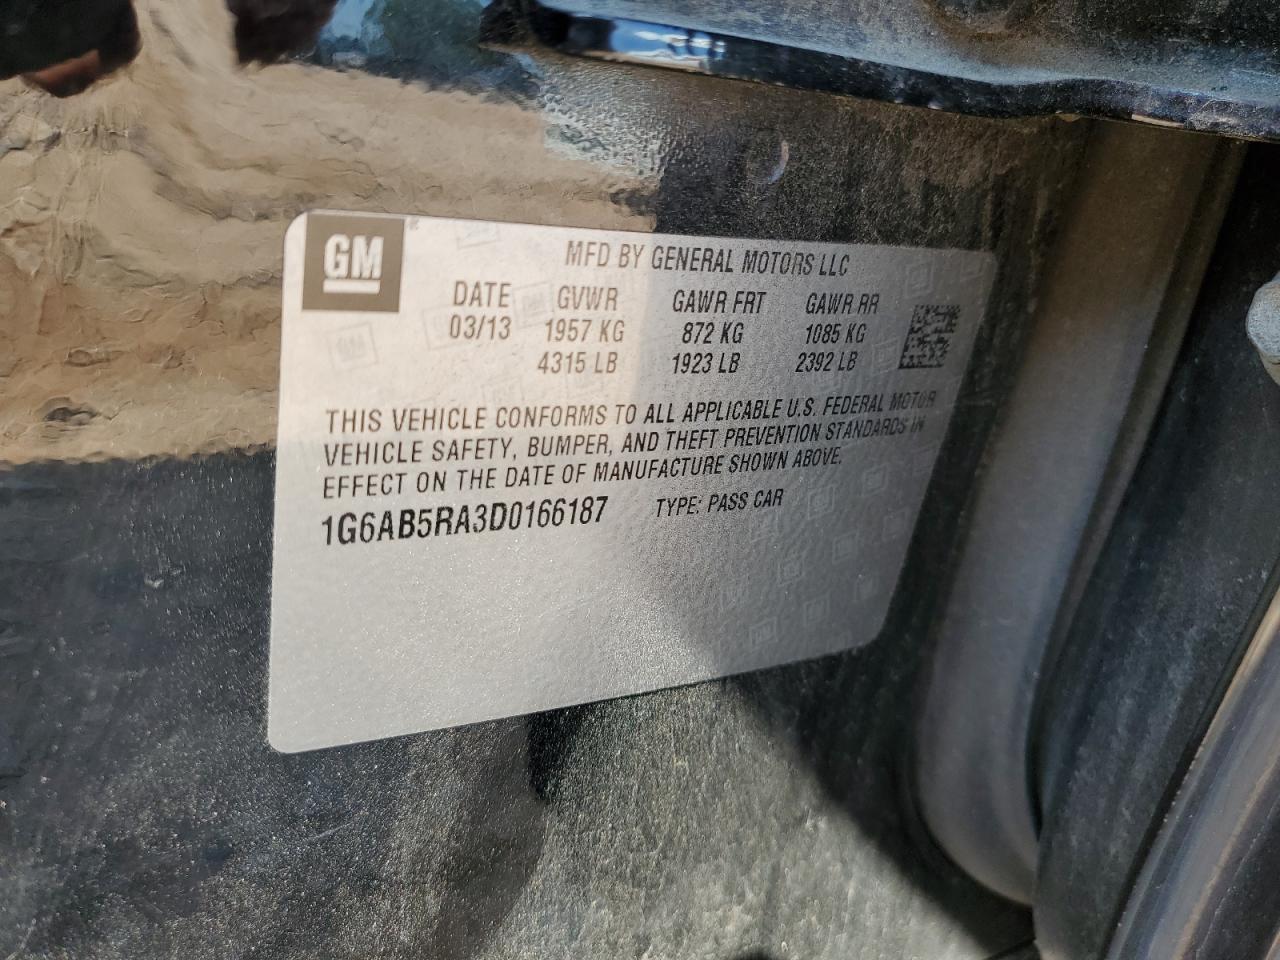 GM
MFD BY GENERAL MOTORS LLC
DATE GVWR GAWR FRT GAWR RR
03/13 1957 KG 872 KG 1085 KG
4315 LB 1923 LB 2392 LB
THIS VEHICLE CONFORMS TO ALL APPLICABLE U.S. FEDERAL MOTOR
VEHICLE SAFETY, BUMPER, AND THEFT PREVENTION STANDARDS IN
EFFECT ON THE DATE OF MANUFACTURE SHOWN ABOVE.
1G6AB5RA3D0166187 TYPE: PASS CAR